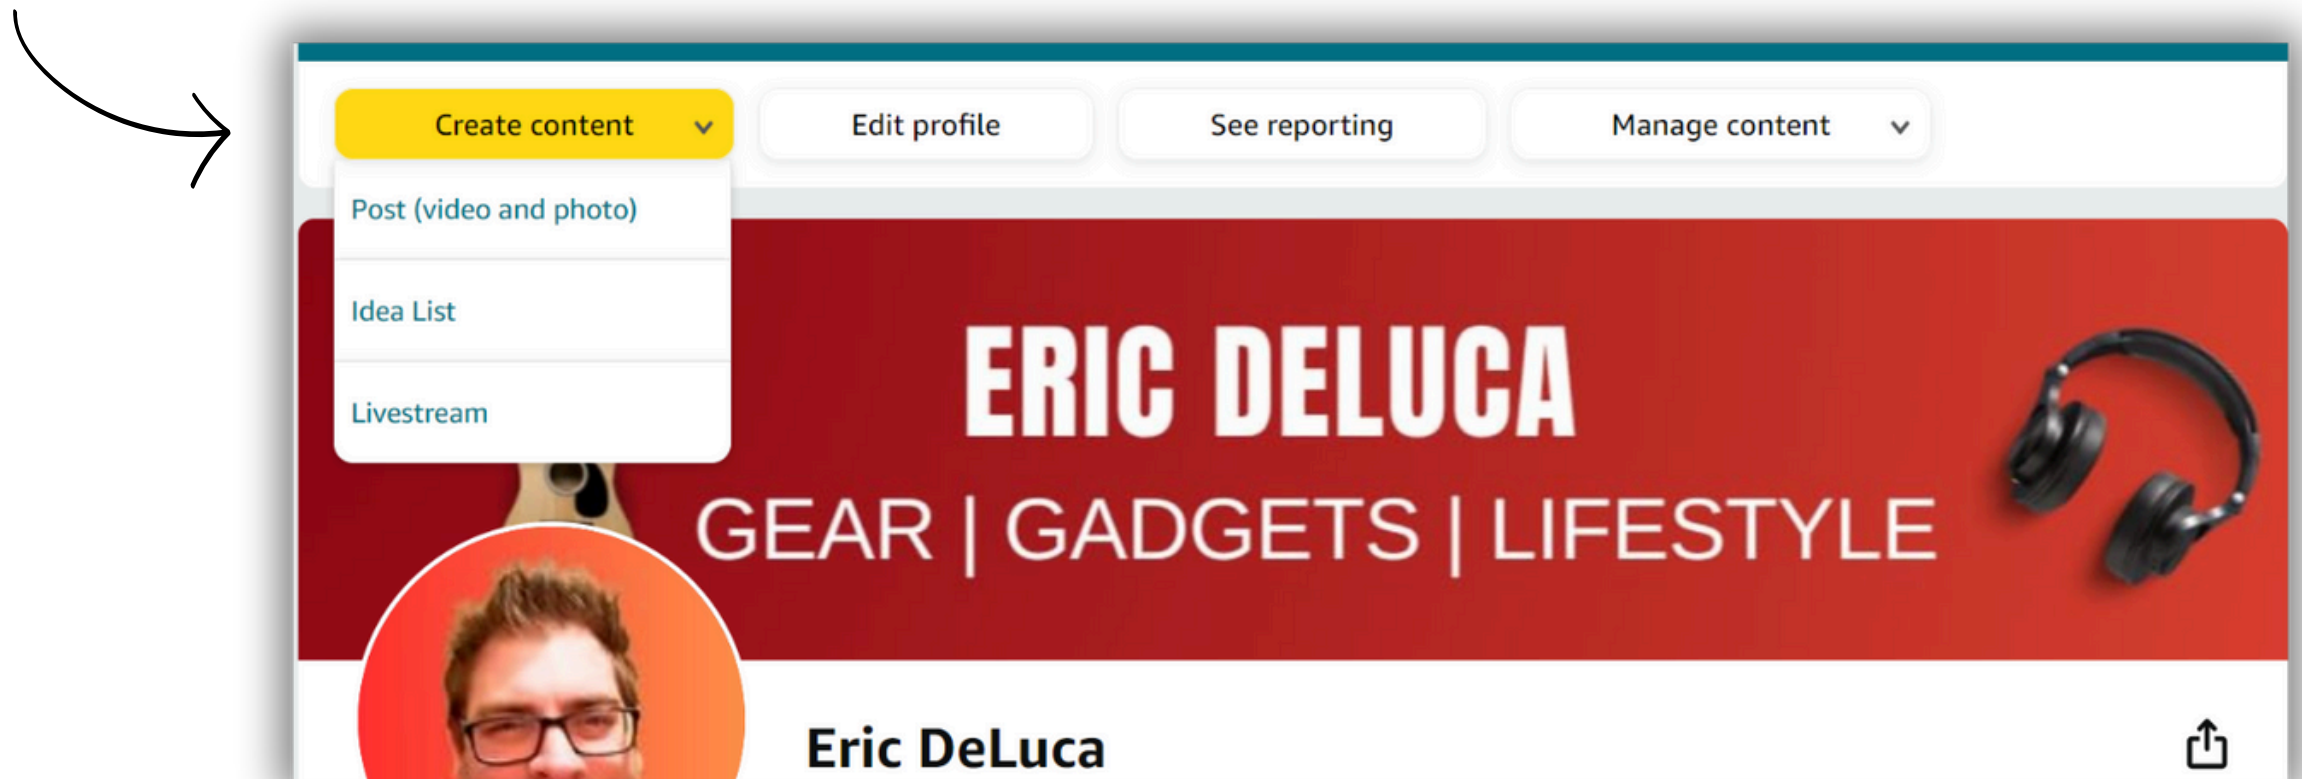 Create content
Edit profile
See reporting
Manage content
Post (video and photo)
Idea List
Livestream
ERIC DELUCA
GEAR | GADGETS | LIFESTYLE
Eric DeLuca